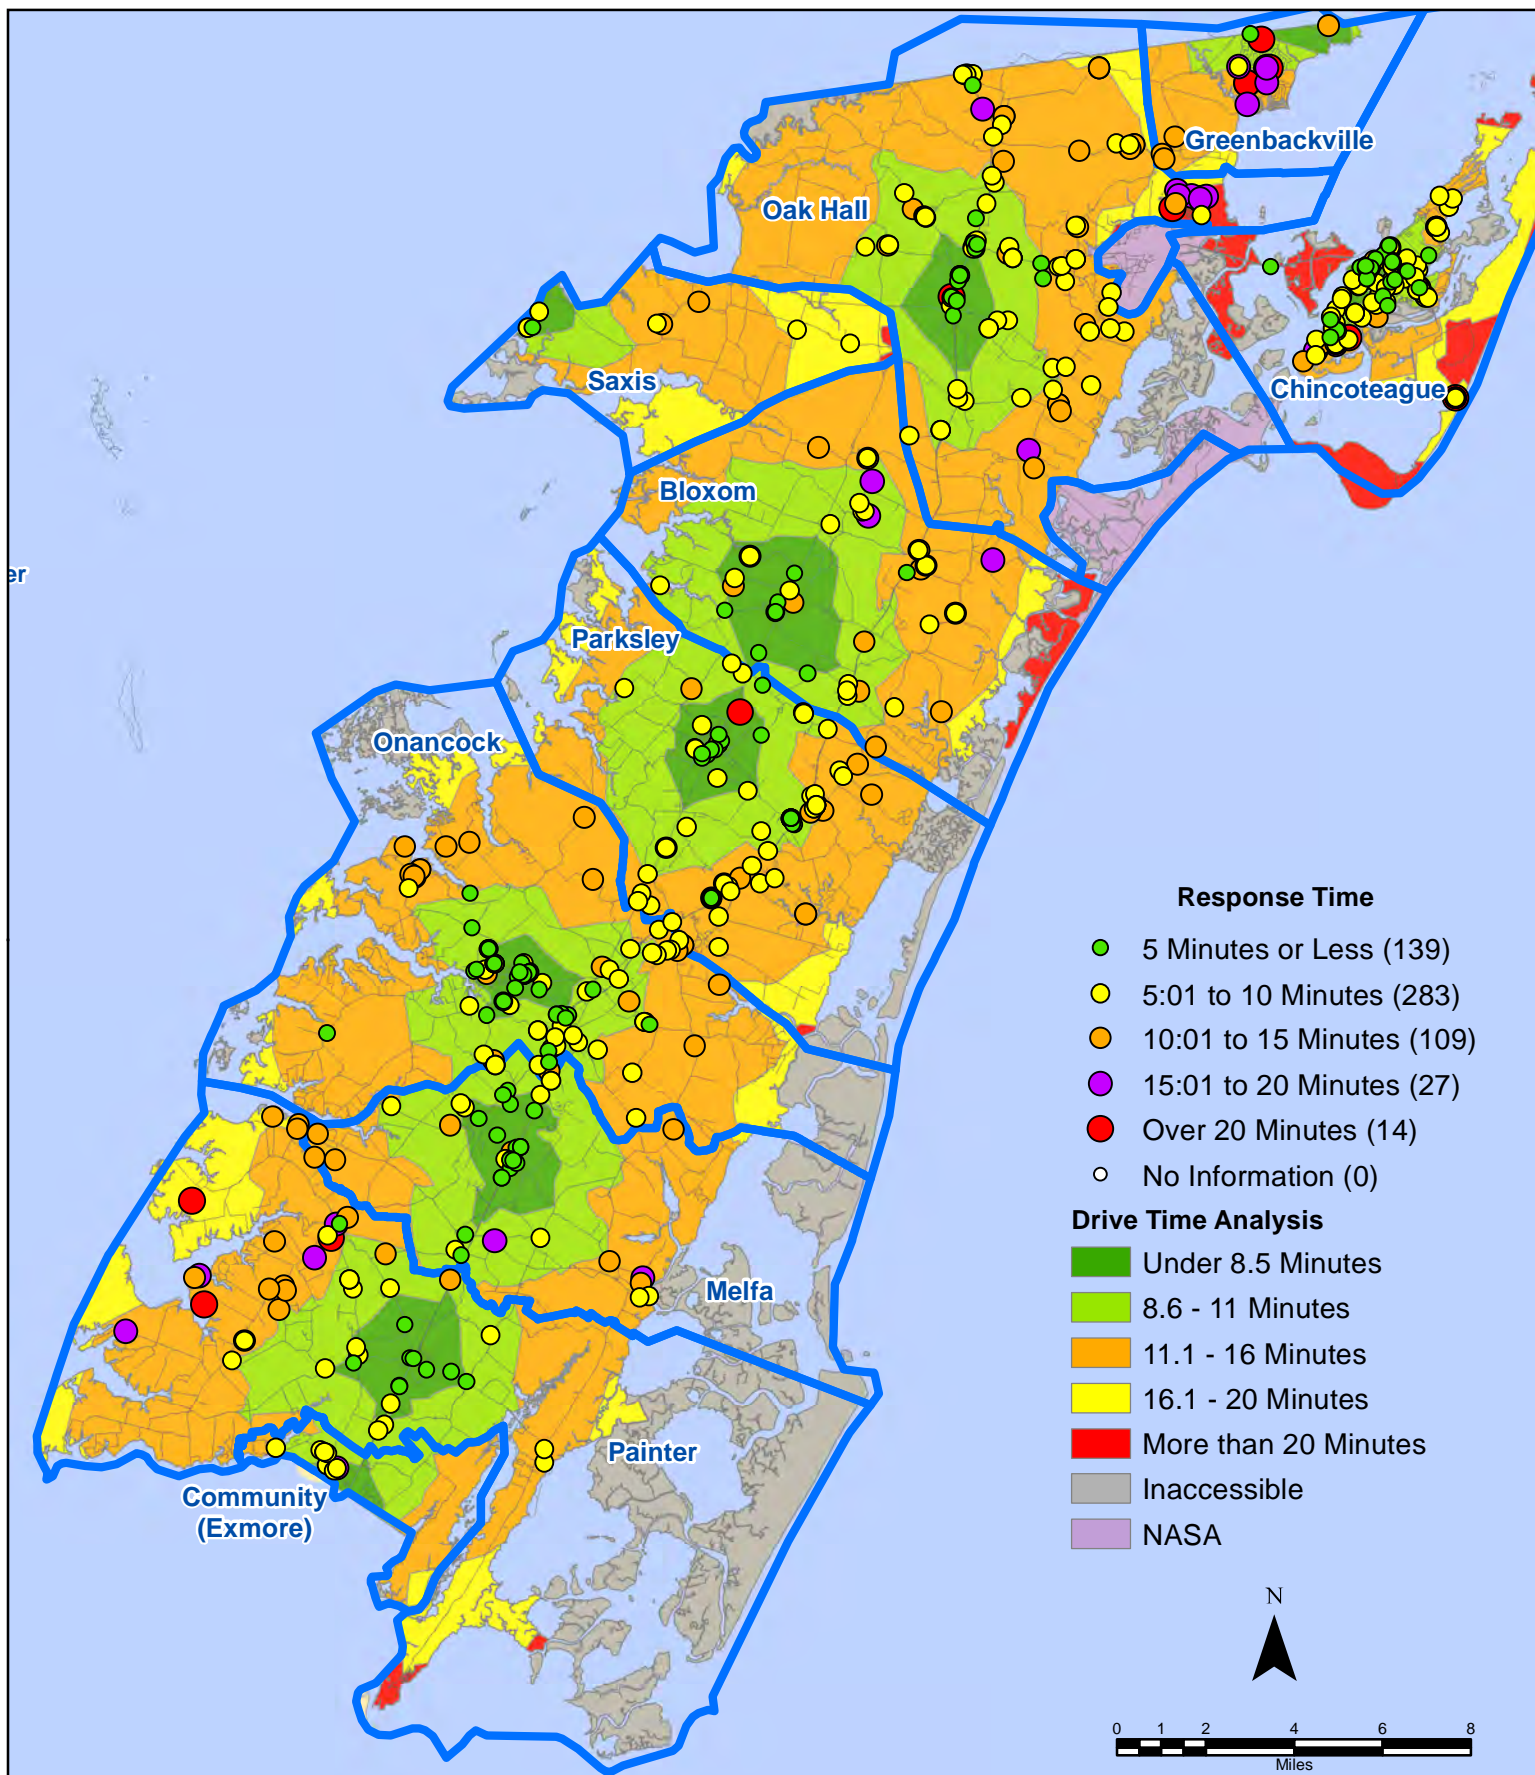 Greenbackville
Oak Hall
Saxis
Chincoteague
Bloxom
er
Parksley
Onancock
Response Time
5 Minutes or Less (139)
5:01 to 10 Minutes (283)
10:01 to 15 Minutes (109)
15:01 to 20 Minutes (27)
Over 20 Minutes (14)
No Information (0)
Drive Time Analysis
Under 8.5 Minutes
8.6 - 11 Minutes
11.1 - 16 Minutes
16.1 - 20 Minutes
More than 20 Minutes
Inaccessible
NASA
Melfa
Painter
Community
(Exmore)
N
0 1 2 4 6 8
Miles